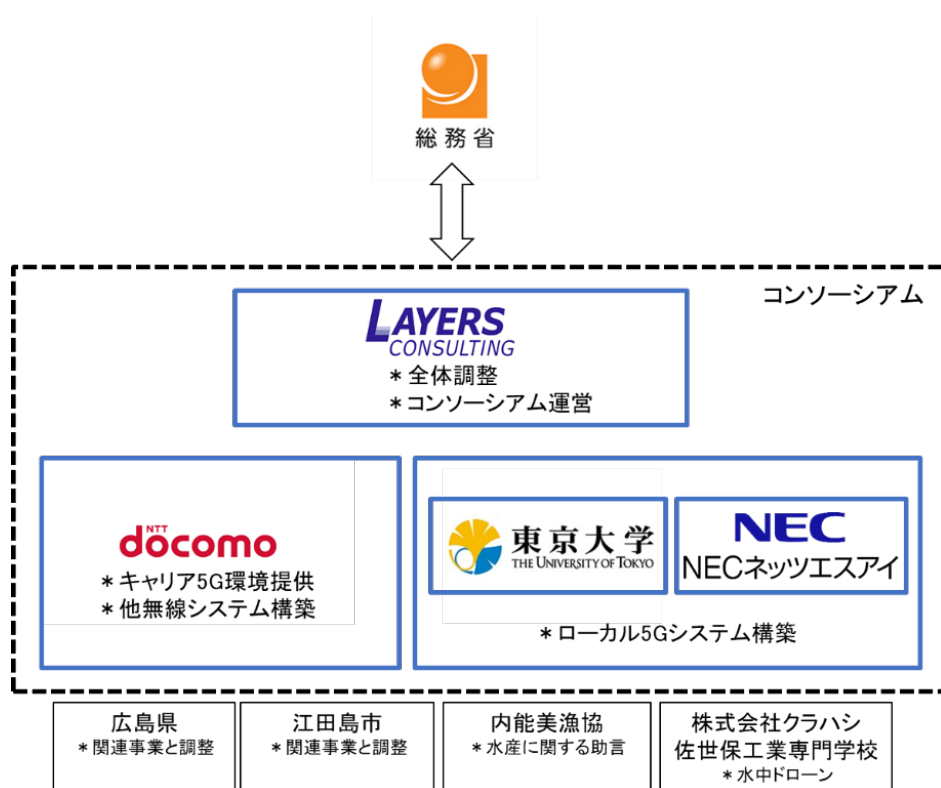 総務省
コンソーシアム
LAYERS
CONSULTING
＊全体調整
＊コンソーシアム運営
NTT
döcomo
＊キャリア5G環境提供
＊他無線システム構築
東京大学
THE UNIVERSITY OF TOKYO
NEC
NECネッツエスアイ
＊ローカル5Gシステム構築
広島県
＊関連事業と調整
江田島市
＊関連事業と調整
内能美漁協
＊水産に関する助言
株式会社クラハシ
佐世保工業専門学校
＊水中ドローン